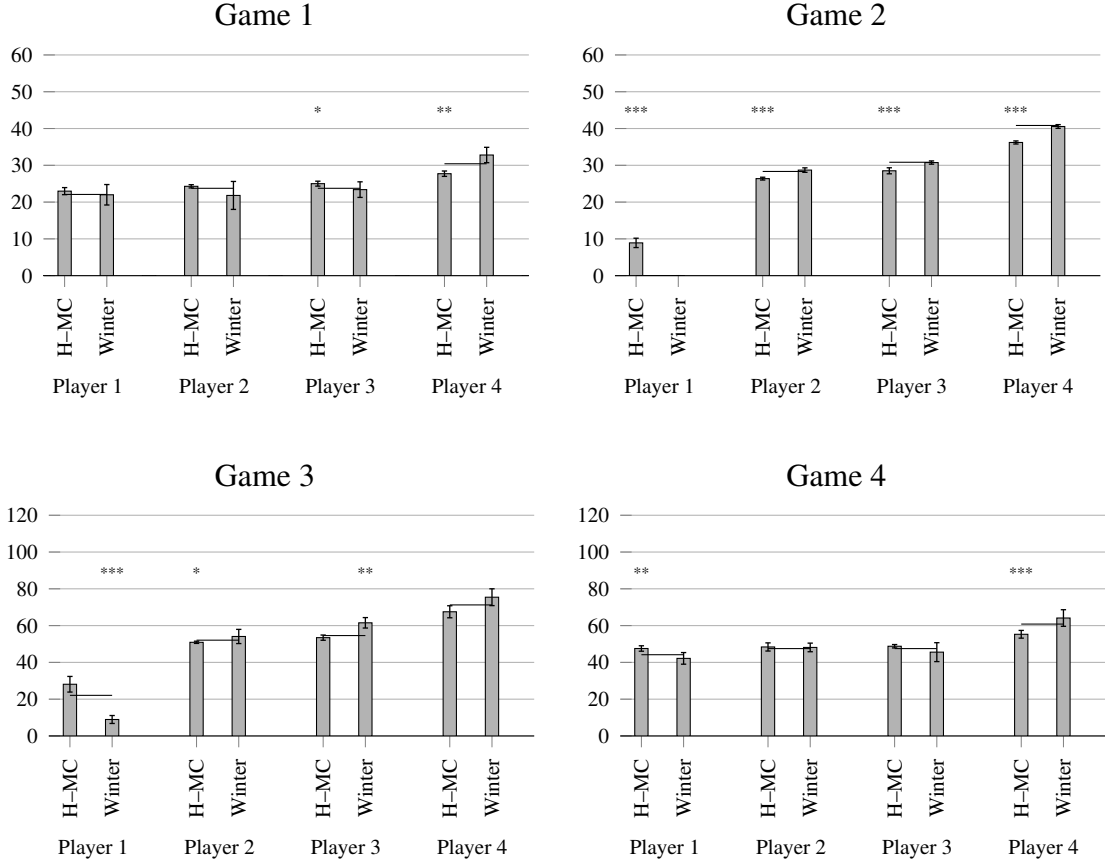 Game 1
60
50
40
30
20
10
0
* **
H–MC Winter H–MC Winter H–MC Winter H–MC Winter
Player 1 Player 2 Player 3 Player 4
Game 2
60
50
40
30
20
10
0
*** *** *** ***
H–MC Winter H–MC Winter H–MC Winter H–MC Winter
Player 1 Player 2 Player 3 Player 4
Game 3
120
100
80
60
40
20
0
*** * **
H–MC Winter H–MC Winter H–MC Winter H–MC Winter
Player 1 Player 2 Player 3 Player 4
Game 4
120
100
80
60
40
20
0
** ***
H–MC Winter H–MC Winter H–MC Winter H–MC Winter
Player 1 Player 2 Player 3 Player 4